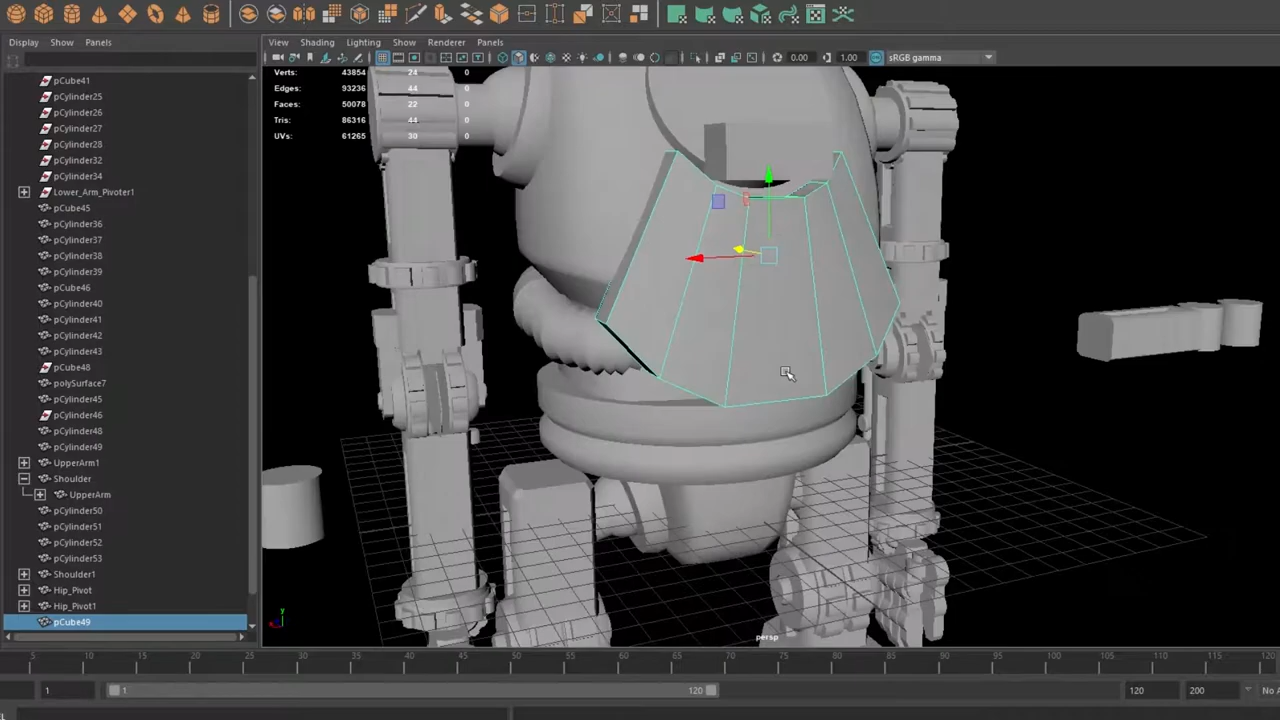 Display Show Panels
View Shading Lighting Show Renderer Panels
0.00 1.00 sRGB gamma
Verts: 43854 24 0
Edges: 93236 44 0
Faces: 50078 22 0
Tris: 86316 44 0
UVs: 61265 30 0
pCube41
pCylinder25
pCylinder26
pCylinder27
pCylinder28
pCylinder32
pCylinder34
Lower_Arm_Pivoter1
pCube45
pCylinder36
pCylinder37
pCylinder38
pCylinder39
pCube46
pCylinder40
pCylinder41
pCylinder42
pCylinder43
pCube48
polySurface7
pCylinder45
pCylinder46
pCylinder48
pCylinder49
UpperArm1
Shoulder
UpperArm
pCylinder50
pCylinder51
pCylinder52
pCylinder53
Shoulder1
Hip_Pivot
Hip_Pivot1
pCube49
y
persp
5 10 15 20 25 30 35 40 45 50 55 60 65 70 75 80 85 90 95 100 105 110 115 120
1 1 120 120 200 No A